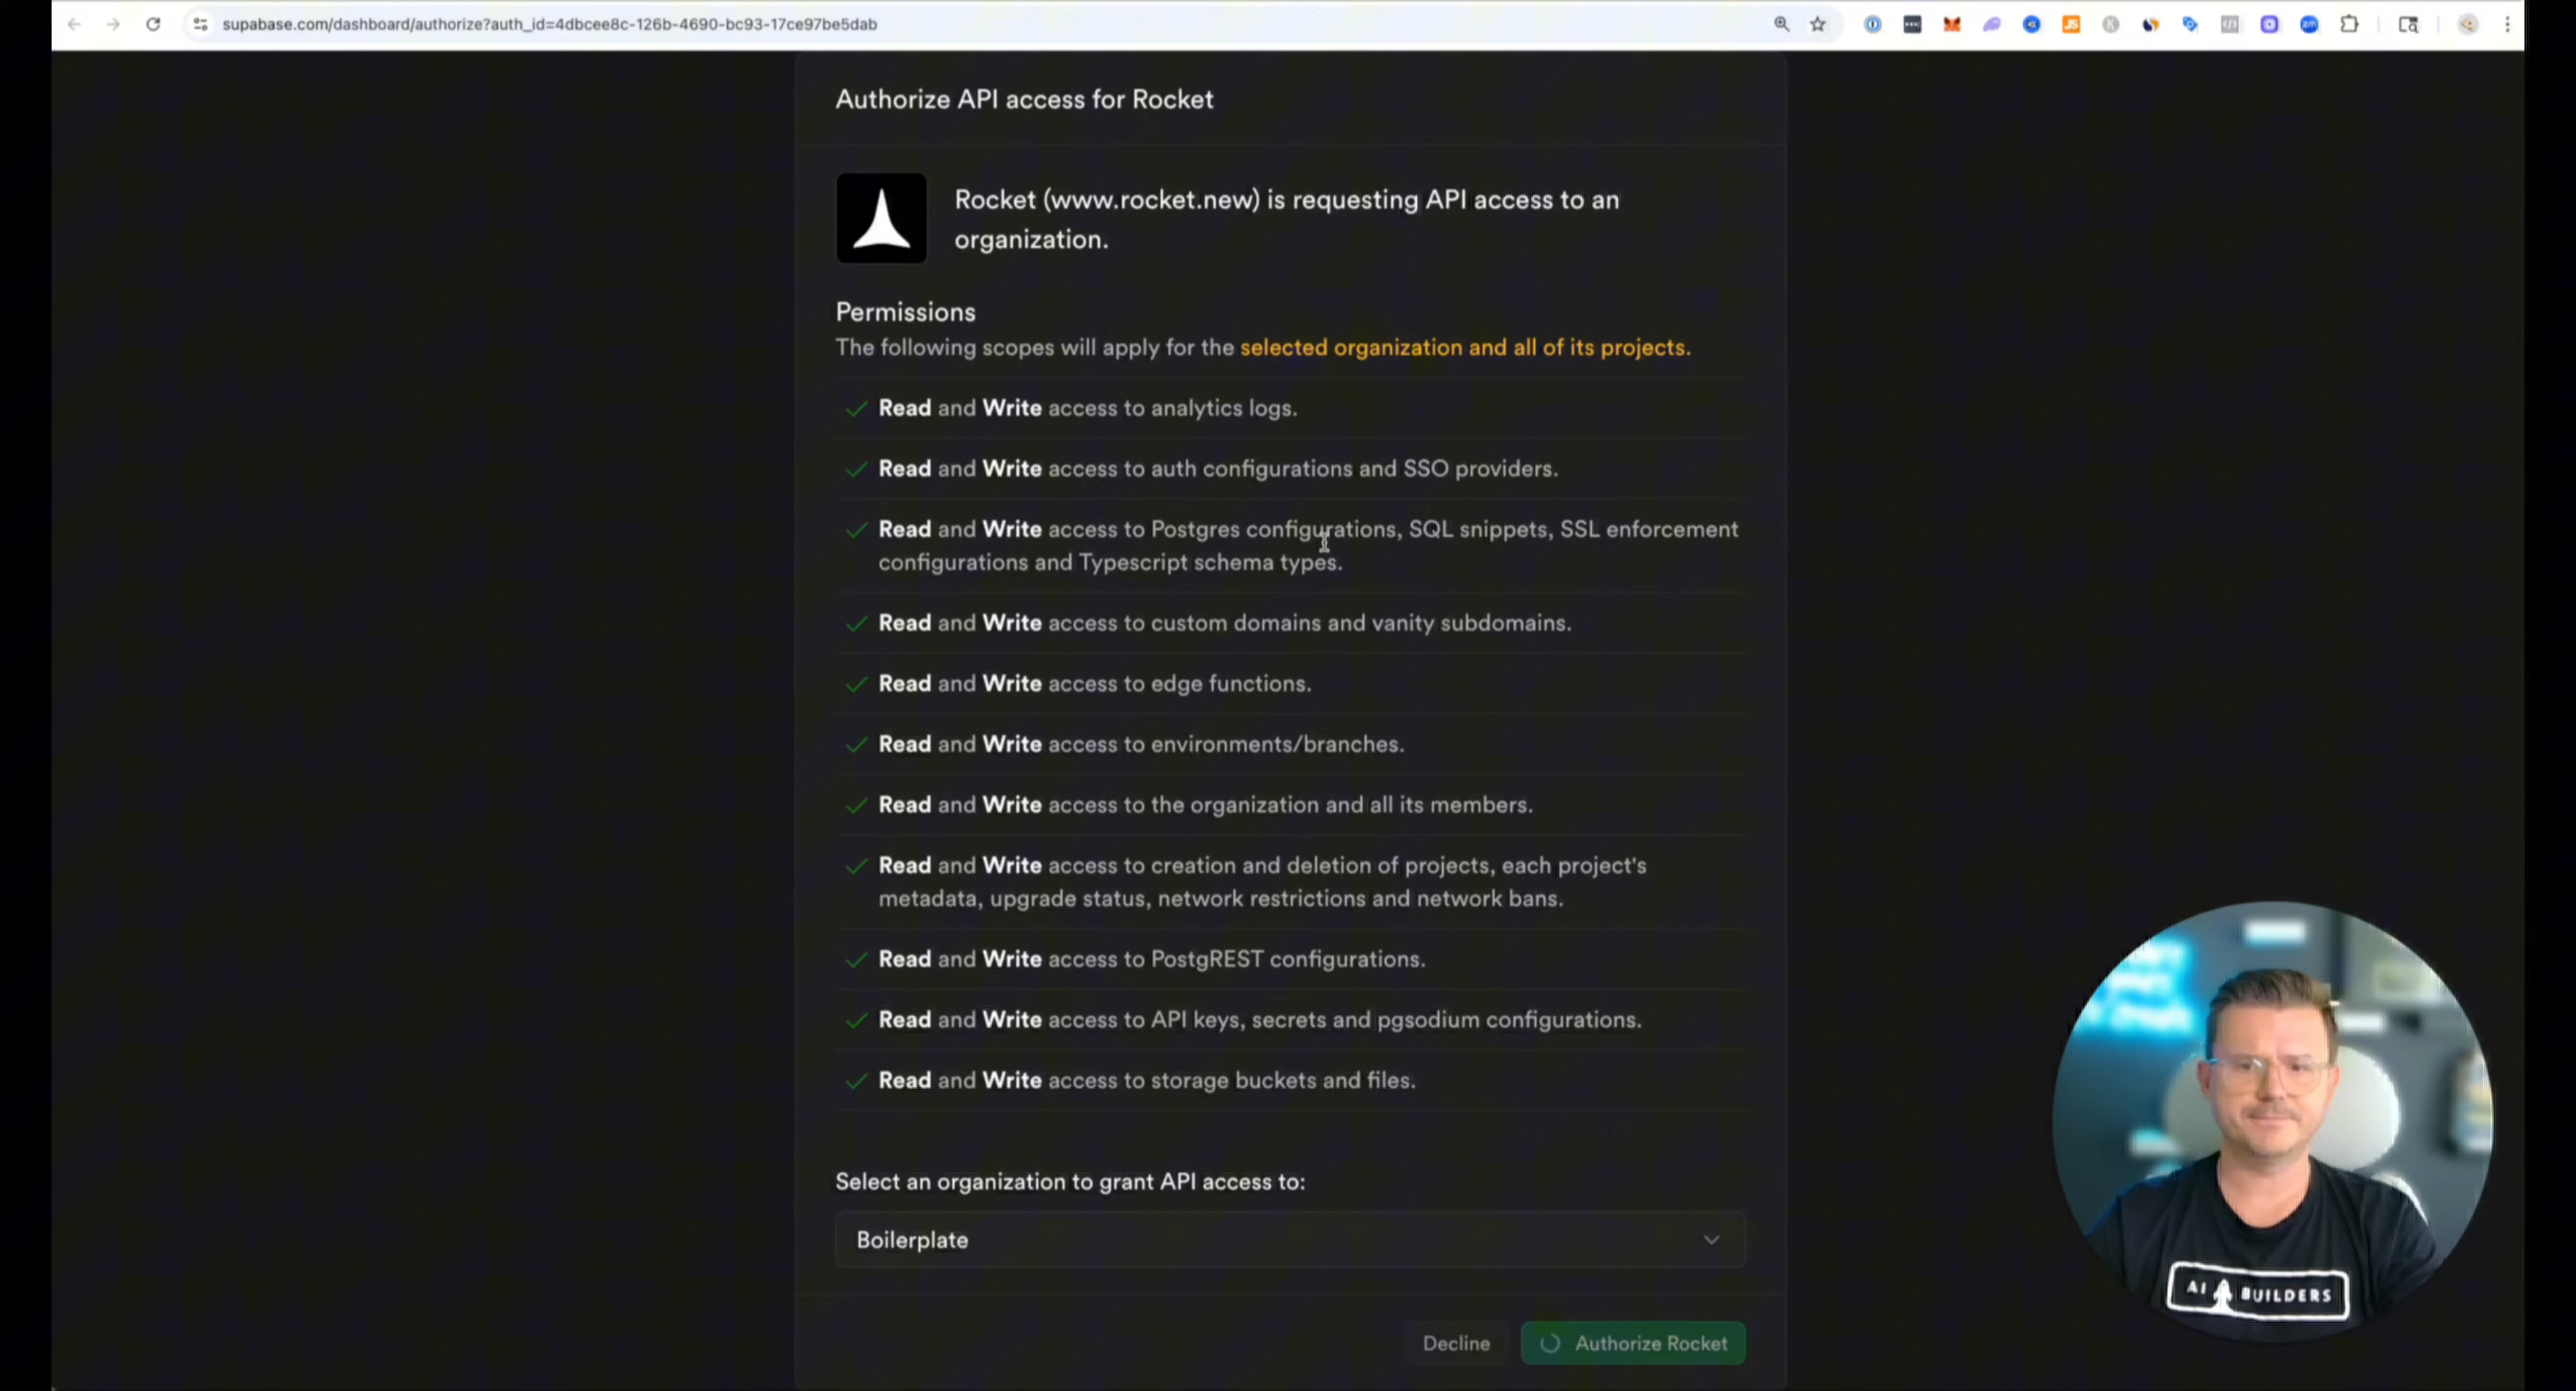 supabase.com/dashboard/authorize?auth_id=4dbcee8c-126b-4690-bc93-17ce97be5dab
Authorize API access for Rocket
Rocket (www.rocket.new) is requesting API access to an
organization.
Permissions
The following scopes will apply for the selected organization and all of its projects.
Read and Write access to analytics logs.
Read and Write access to auth configurations and SSO providers.
Read and Write access to Postgres configurations, SQL snippets, SSL enforcement
configurations and Typescript schema types.
Read and Write access to custom domains and vanity subdomains.
Read and Write access to edge functions.
Read and Write access to environments/branches.
Read and Write access to the organization and all its members.
Read and Write access to creation and deletion of projects, each project's
metadata, upgrade status, network restrictions and network bans.
Read and Write access to PostgREST configurations.
Read and Write access to API keys, secrets and pgsodium configurations.
Read and Write access to storage buckets and files.
Select an organization to grant API access to:
Boilerplate
Decline
Authorize Rocket
AI BUILDERS